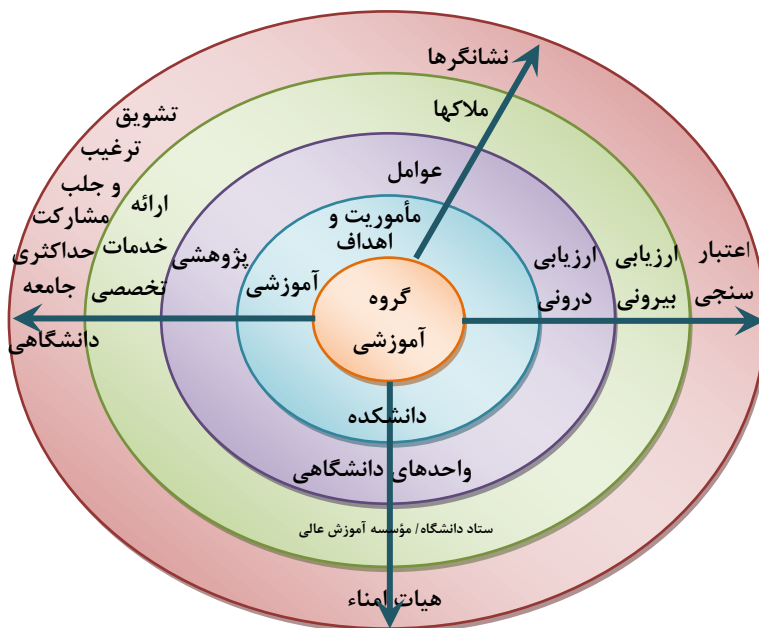 نشانگرها
ملاکها
عوامل
مأموریت و
اهداف
گروه
آموزشی
تشویق
ترغیب
و جلب
مشارکت
حداکثری
جامعه
دانشگاهی
ارائه
خدمات
تخصصی
پژوهشی
آموزشی
ارزیابی
درونی
ارزیابی
بیرونی
اعتبار
سنجی
دانشکده
واحدهای دانشگاهی
ستاد دانشگاه/ مؤسسه آموزش عالی
هیات امناء